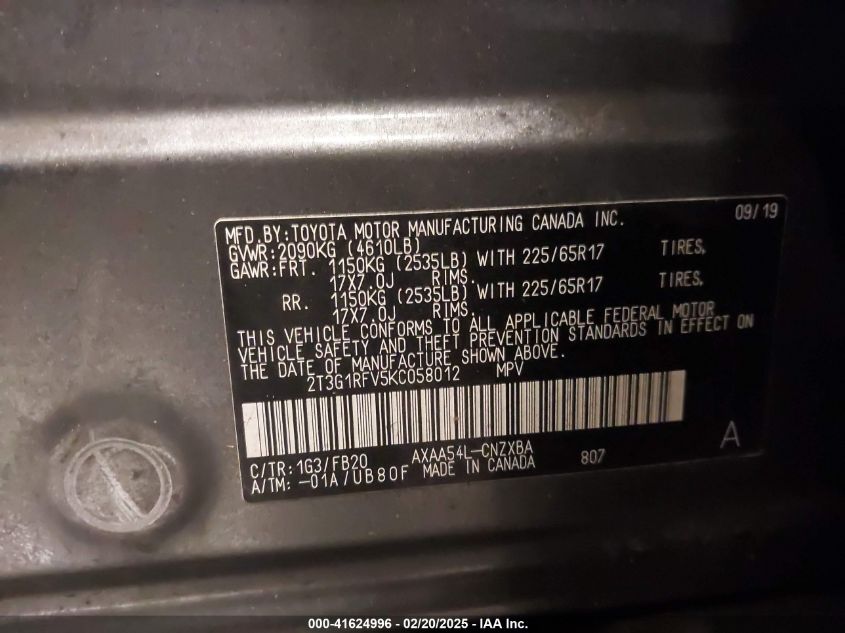 MFD.BY:TOYOTA MOTOR MANUFACTURING CANADA INC. 09/19
GVWR:2090KG (4610LB)
GAWR:FRT. 1150KG (2535LB) WITH 225/65R17 TIRES,
17X7.0J RIMS.
RR. 1150KG (2535LB) WITH 225/65R17 TIRES,
17X7.0J RIMS.
THIS VEHICLE CONFORMS TO ALL APPLICABLE FEDERAL MOTOR
VEHICLE SAFETY AND THEFT PREVENTION STANDARDS IN EFFECT ON
THE DATE OF MANUFACTURE SHOWN ABOVE.
2T3G1RFV5KC058012 MPV
C/TR:1G3/FB20 AXAA54L-CNZXBA 807 A
A/TM: -01A/UB80F MADE IN CANADA
000-41624996 - 02/20/2025 - IAA Inc.